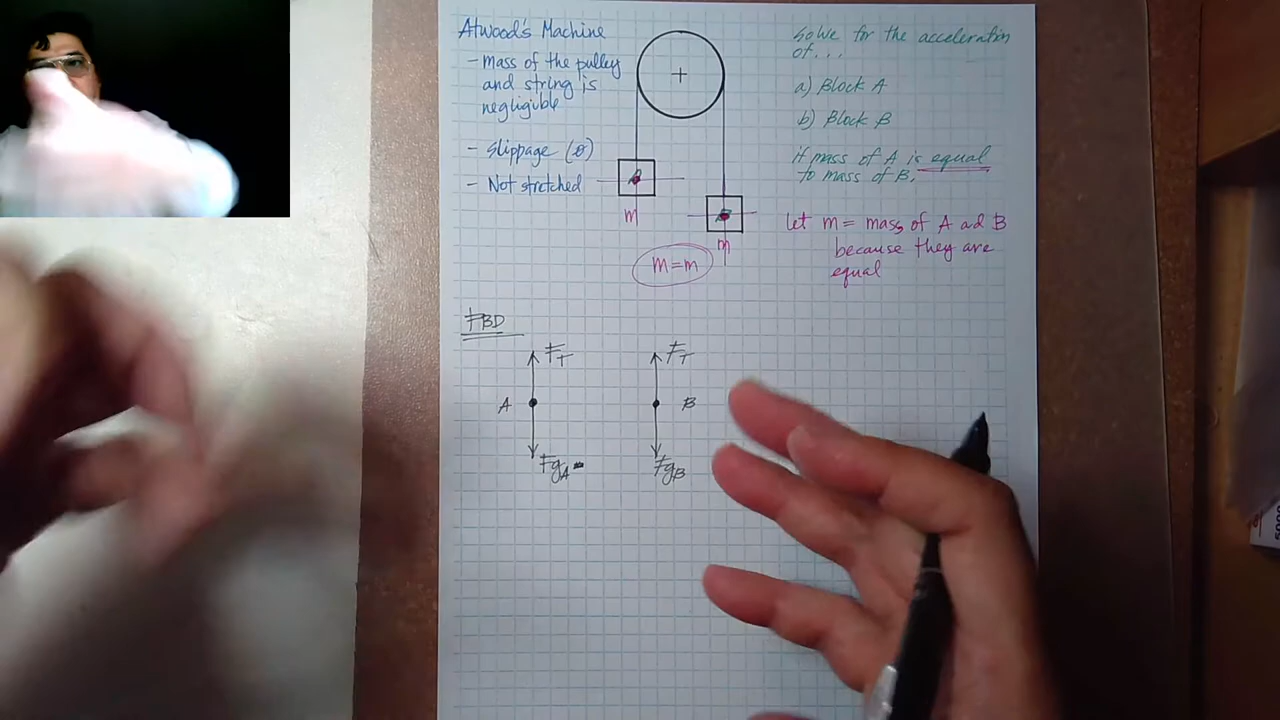 Atwood's Machine
- mass of the pulley
and string is
negligible
- Slippage (0)
- Not stretched
m
m
m = m
Solve for the acceleration
of...
a) Block A
b) Block B
if mass of A is equal
to mass of B.
let m = mass of A ad B
because they are
equal
FBD
FT
FT
A
B
FgA
FgB